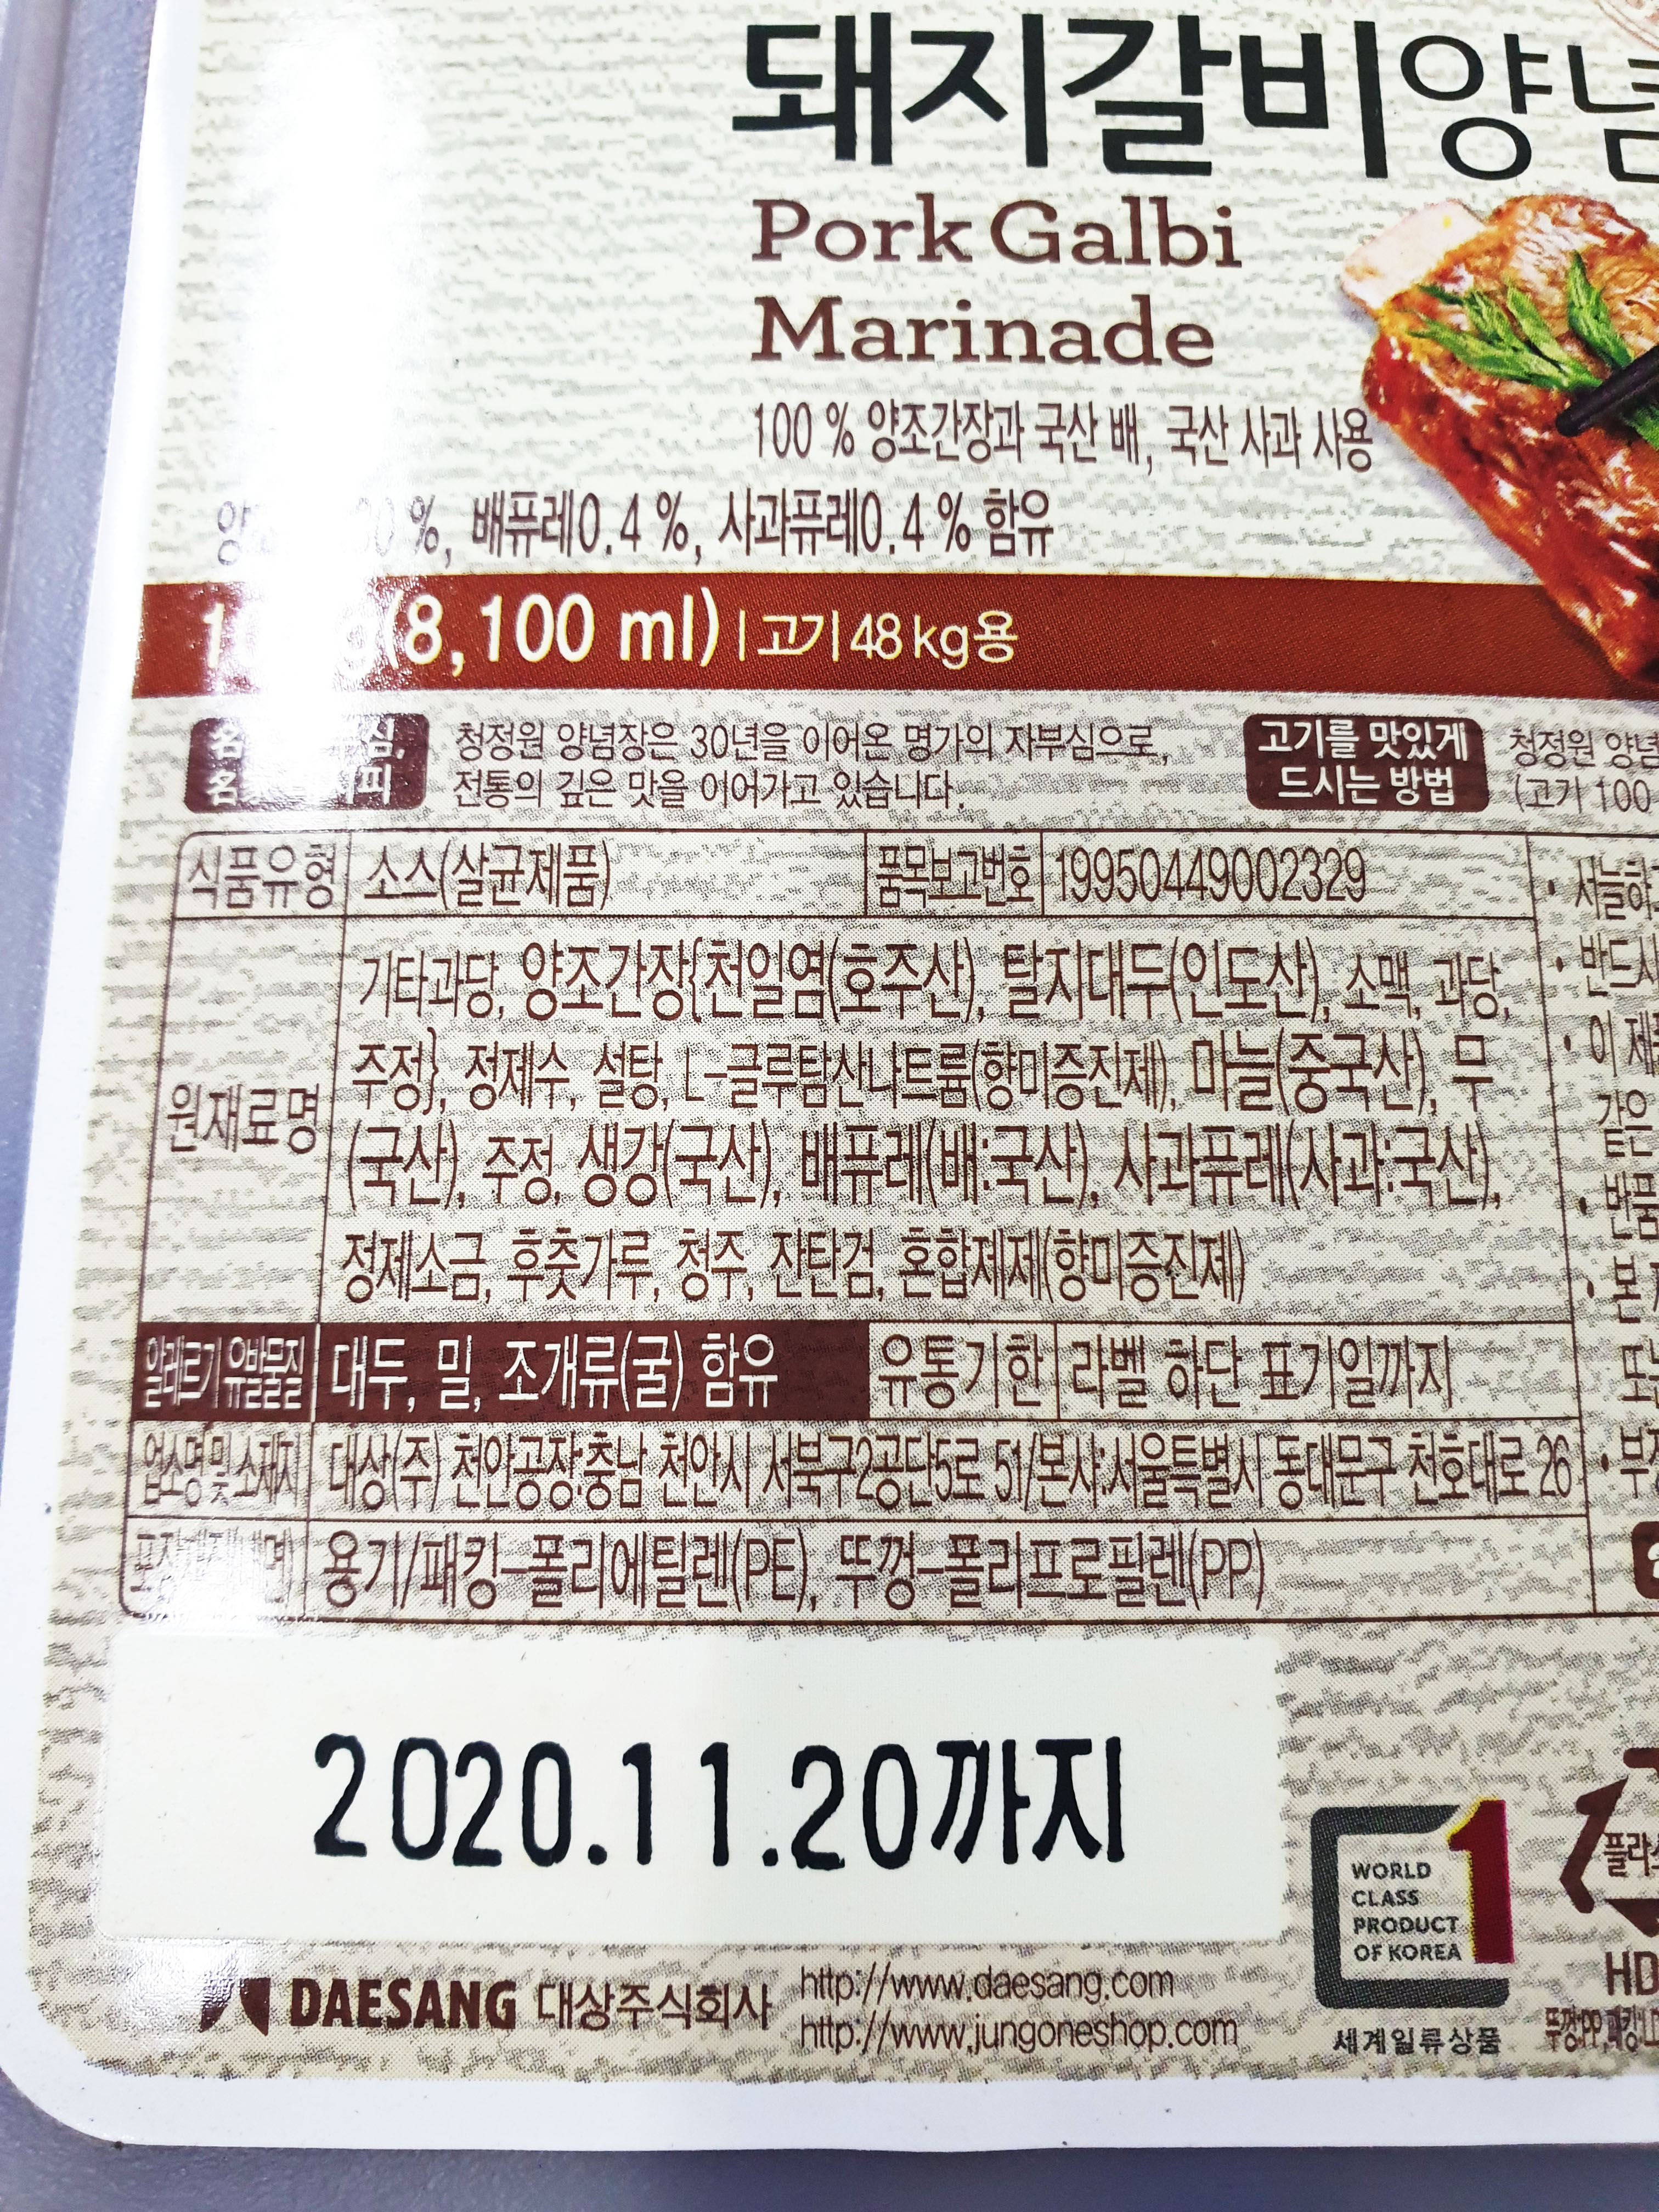 돼지갈비양념
Pork Galbi
Marinade
100 % 양조간장과 국산 배, 국산 사과 사용
%, 배퓨레0.4 %, 사과퓨레0.4 % 함유
(8,100 ml) | 고기 48 kg용
청정원 양념장은 30년을 이어온 명가의 자부심으로,
전통의 깊은 맛을 이어가고 있습니다.
고기를 맛있게
드시는 방법
청정원
(고기 100
식품유형 소스(살균제품) 품목보고번호 19950449002329
원재료명
기타과당, 양조간장{천일염(호주산), 탈지대두(인도산), 소맥, 과당,
주정}, 정제수, 설탕, L-글루탐산나트륨(향미증진제), 마늘(중국산), 무
(국산), 주정, 생강(국산), 배퓨레(배:국산), 사과퓨레(사과:국산),
정제소금, 후춧가루, 청주, 잔탄검, 혼합제제(향미증진제)
알레르기 유발물질 대두, 밀, 조개류(굴) 함유 유통기한 라벨 하단 표기일까지
업소명 및 소재지 대상(주) 천안공장:충남 천안시 서북구2공단5로 51/본사:서울특별시 동대문구 천호대로 26
용기/패킹-폴리에틸렌(PE), 뚜껑-폴리프로필렌(PP)
• 이
같은
• 본
2020.11.20까지
WORLD
CLASS
PRODUCT
OF KOREA
1
세계일류상품
DAESANG 대상주식회사
http://www.daesang.com
http://www.jungoneshop.com